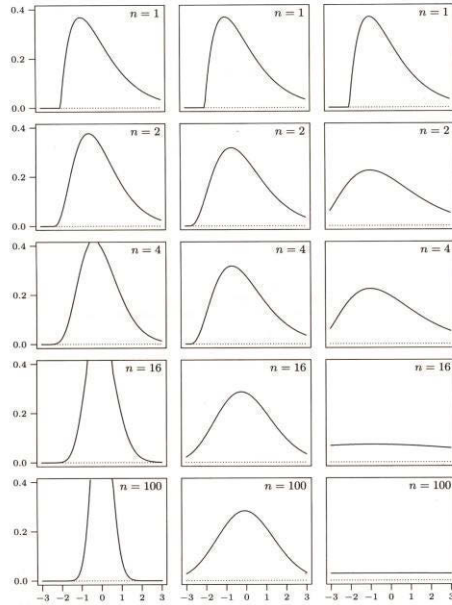 0.4
n = 1
n = 1
n = 1
0.2
0.0
0.4
n = 2
n = 2
n = 2
0.2
0.0
0.4
n = 4
n = 4
n = 4
0.2
0.0
0.4
n = 16
n = 16
n = 16
0.2
0.0
0.4
n = 100
n = 100
n = 100
0.2
0.0
−3 −2 −1 0 1 2 3
−3 −2 −1 0 1 2 3
−3 −2 −1 0 1 2 3